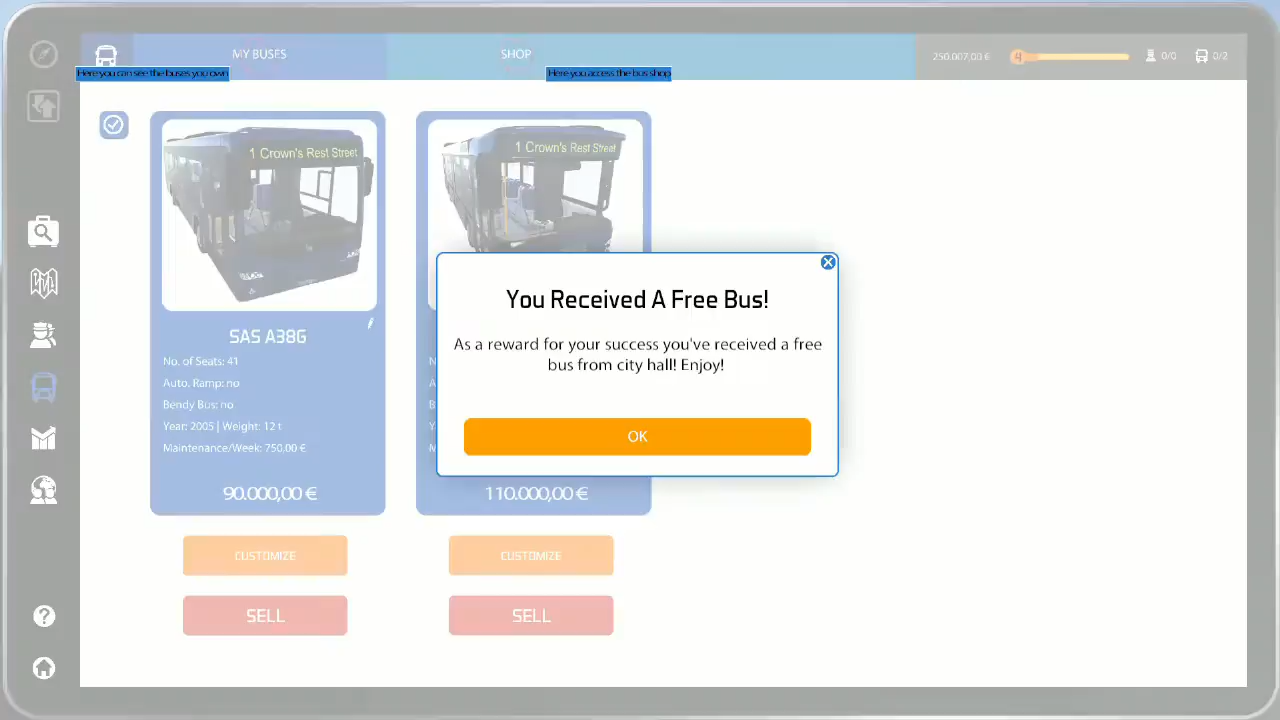 MY BUSES
SHOP
250.007,00 €
4
0/0
0/2
Here you can see the buses you own
Here you access the bus shop
1 Crown's Rest Street
1 Crown's Rest Street
You Received A Free Bus!
As a reward for your success you've received a free
bus from city hall! Enjoy!
OK
SAS A38G
No. of Seats: 41
Auto. Ramp: no
Bendy Bus: no
Year: 2005 | Weight: 12 t
Maintenance/Week: 750,00 €
90.000,00 €
110.000,00 €
CUSTOMIZE
CUSTOMIZE
SELL
SELL